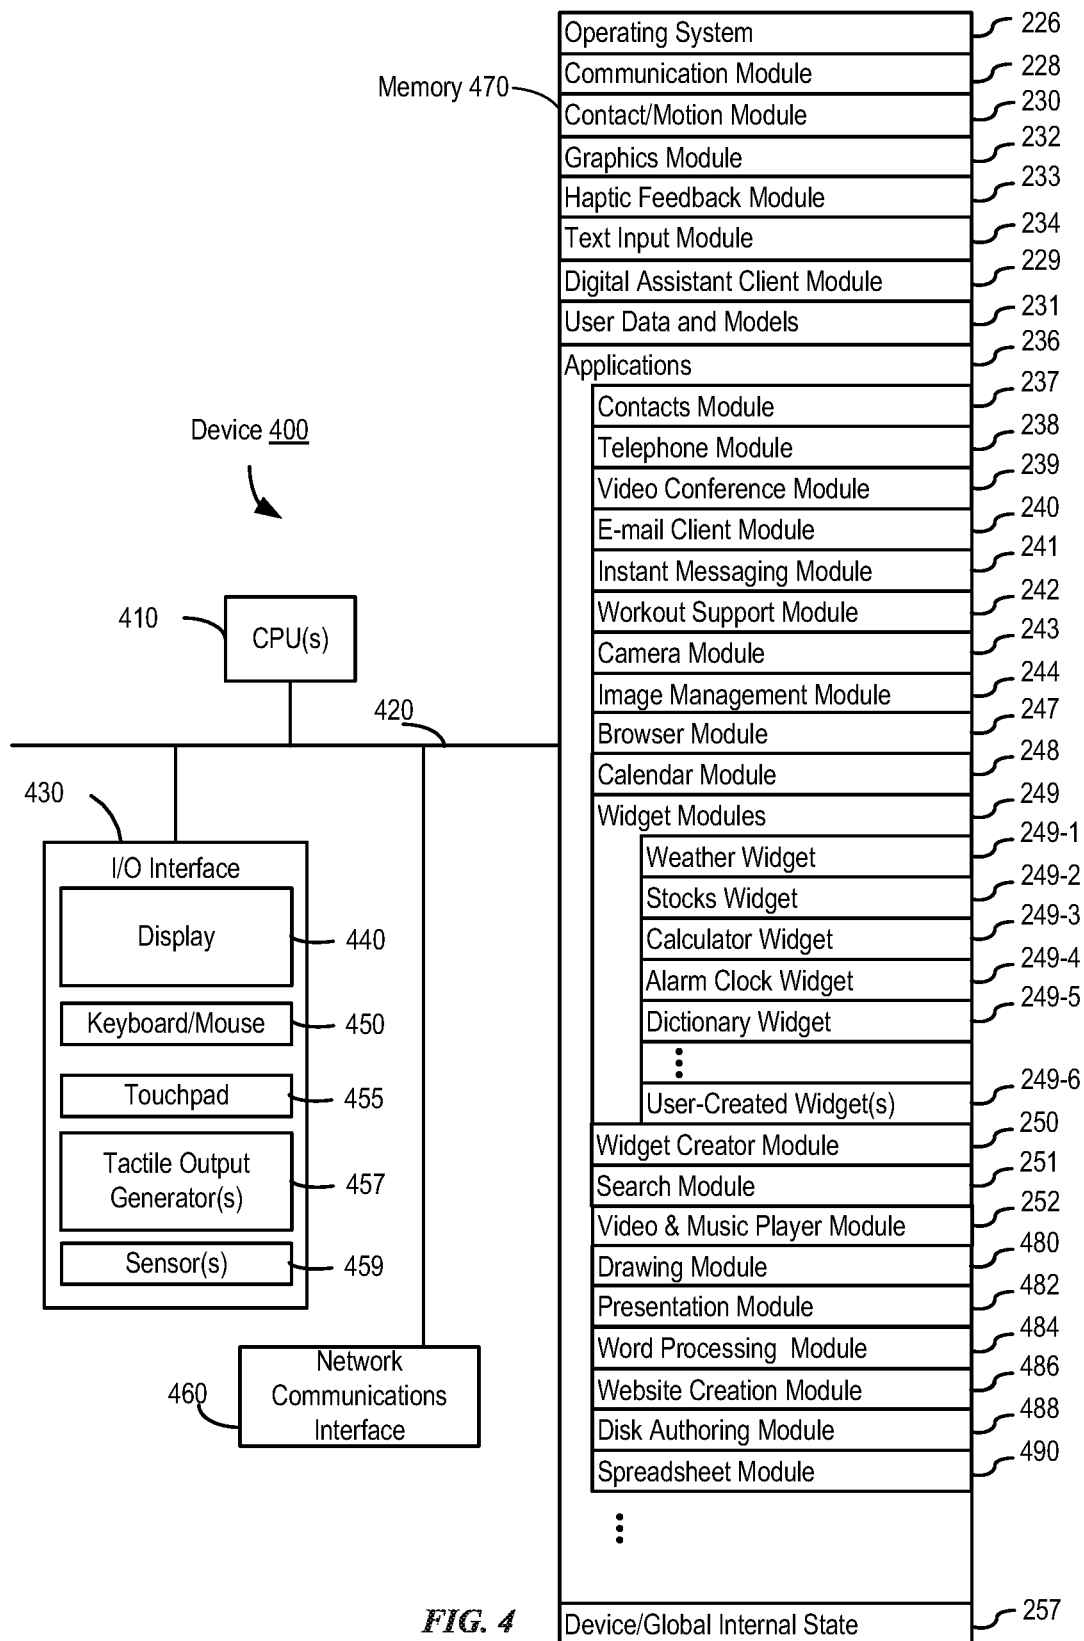 Operating System 226
Communication Module 228
Memory 470
Contact/Motion Module 230
Graphics Module 232
Haptic Feedback Module 233
Text Input Module 234
Digital Assistant Client Module 229
User Data and Models 231
Applications 236
Contacts Module 237
Telephone Module 238
Video Conference Module 239
E-mail Client Module 240
Instant Messaging Module 241
Workout Support Module 242
Camera Module 243
Image Management Module 244
Browser Module 247
Calendar Module 248
Widget Modules 249
Weather Widget 249-1
Stocks Widget 249-2
Calculator Widget 249-3
Alarm Clock Widget 249-4
Dictionary Widget 249-5
User-Created Widget(s) 249-6
Widget Creator Module 250
Search Module 251
Video & Music Player Module 252
Drawing Module 480
Presentation Module 482
Word Processing Module 484
Website Creation Module 486
Disk Authoring Module 488
Spreadsheet Module 490
Device/Global Internal State 257
Device 400
410
CPU(s)
420
430
I/O Interface
Display 440
Keyboard/Mouse 450
Touchpad 455
Tactile Output
Generator(s) 457
Sensor(s) 459
460
Network
Communications
Interface
FIG. 4